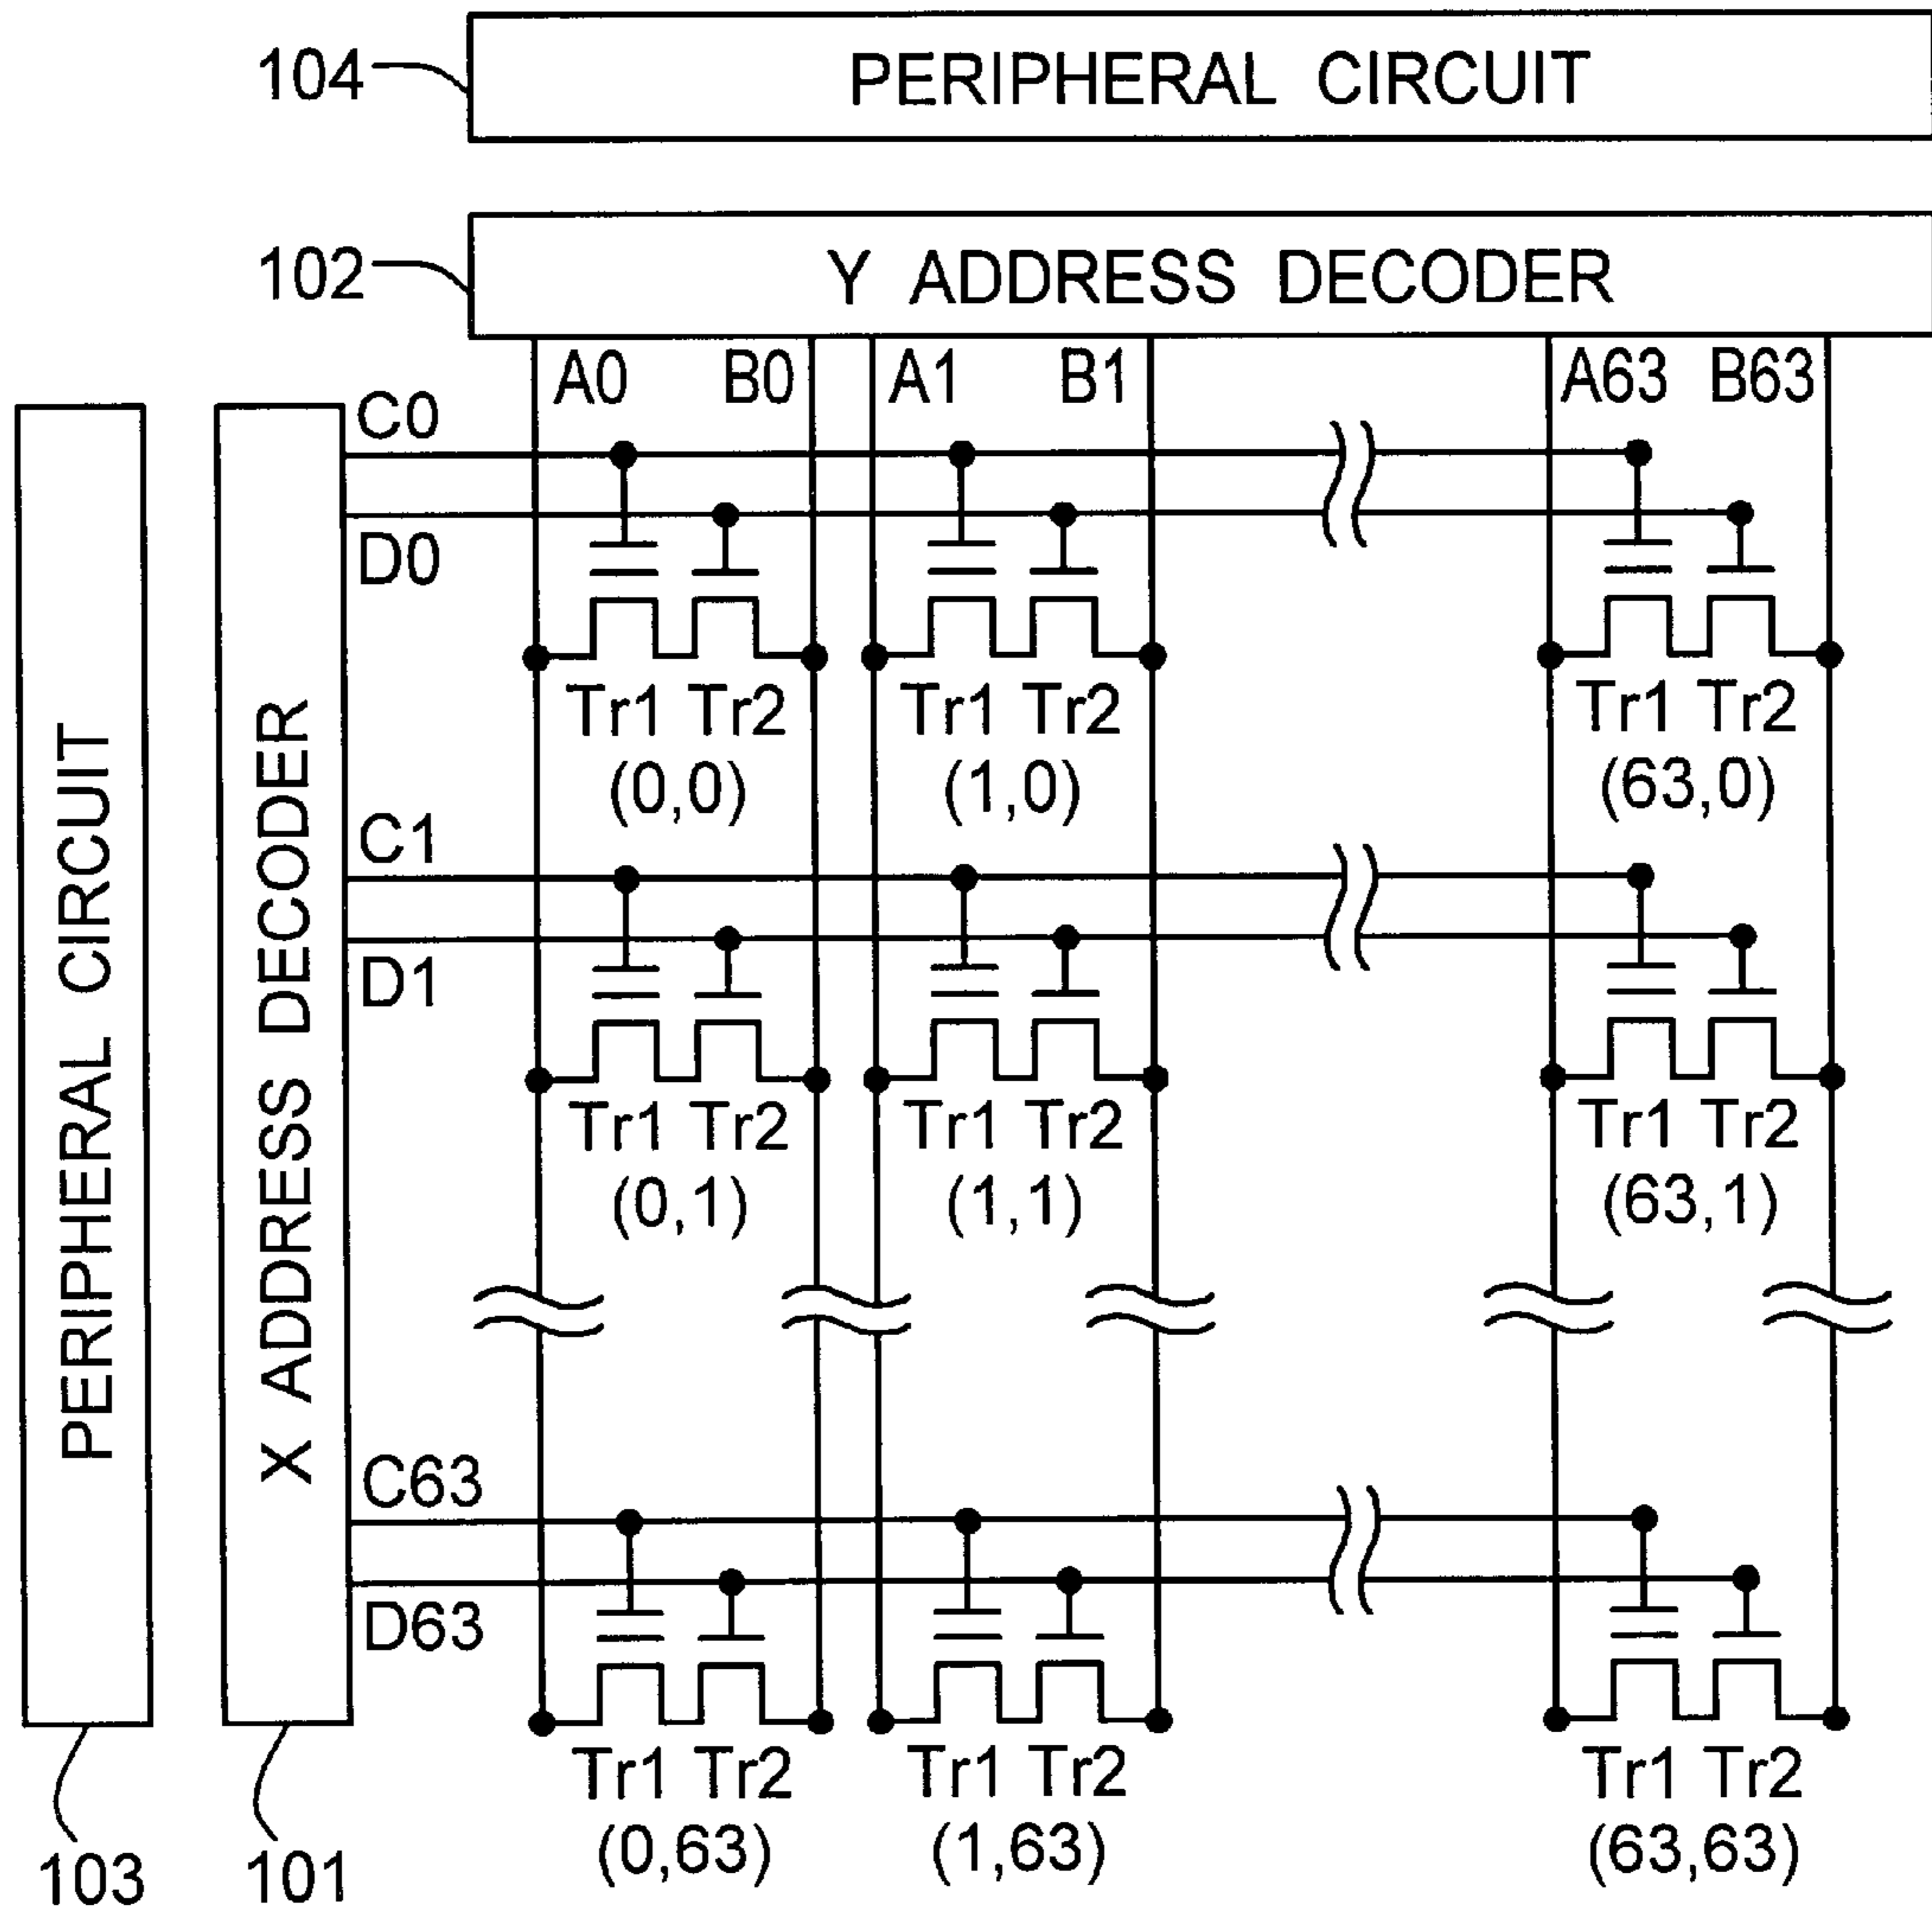 104
PERIPHERAL CIRCUIT
102
Y ADDRESS DECODER
A0 B0 A1 B1 A63 B63
C0
D0
Tr1 Tr2 Tr1 Tr2 Tr1 Tr2
(0,0) (1,0) (63,0)
C1
D1
Tr1 Tr2 Tr1 Tr2 Tr1 Tr2
(0,1) (1,1) (63,1)
PERIPHERAL CIRCUIT
X ADDRESS DECODER
C63
D63
Tr1 Tr2 Tr1 Tr2 Tr1 Tr2
(0,63) (1,63) (63,63)
103 101